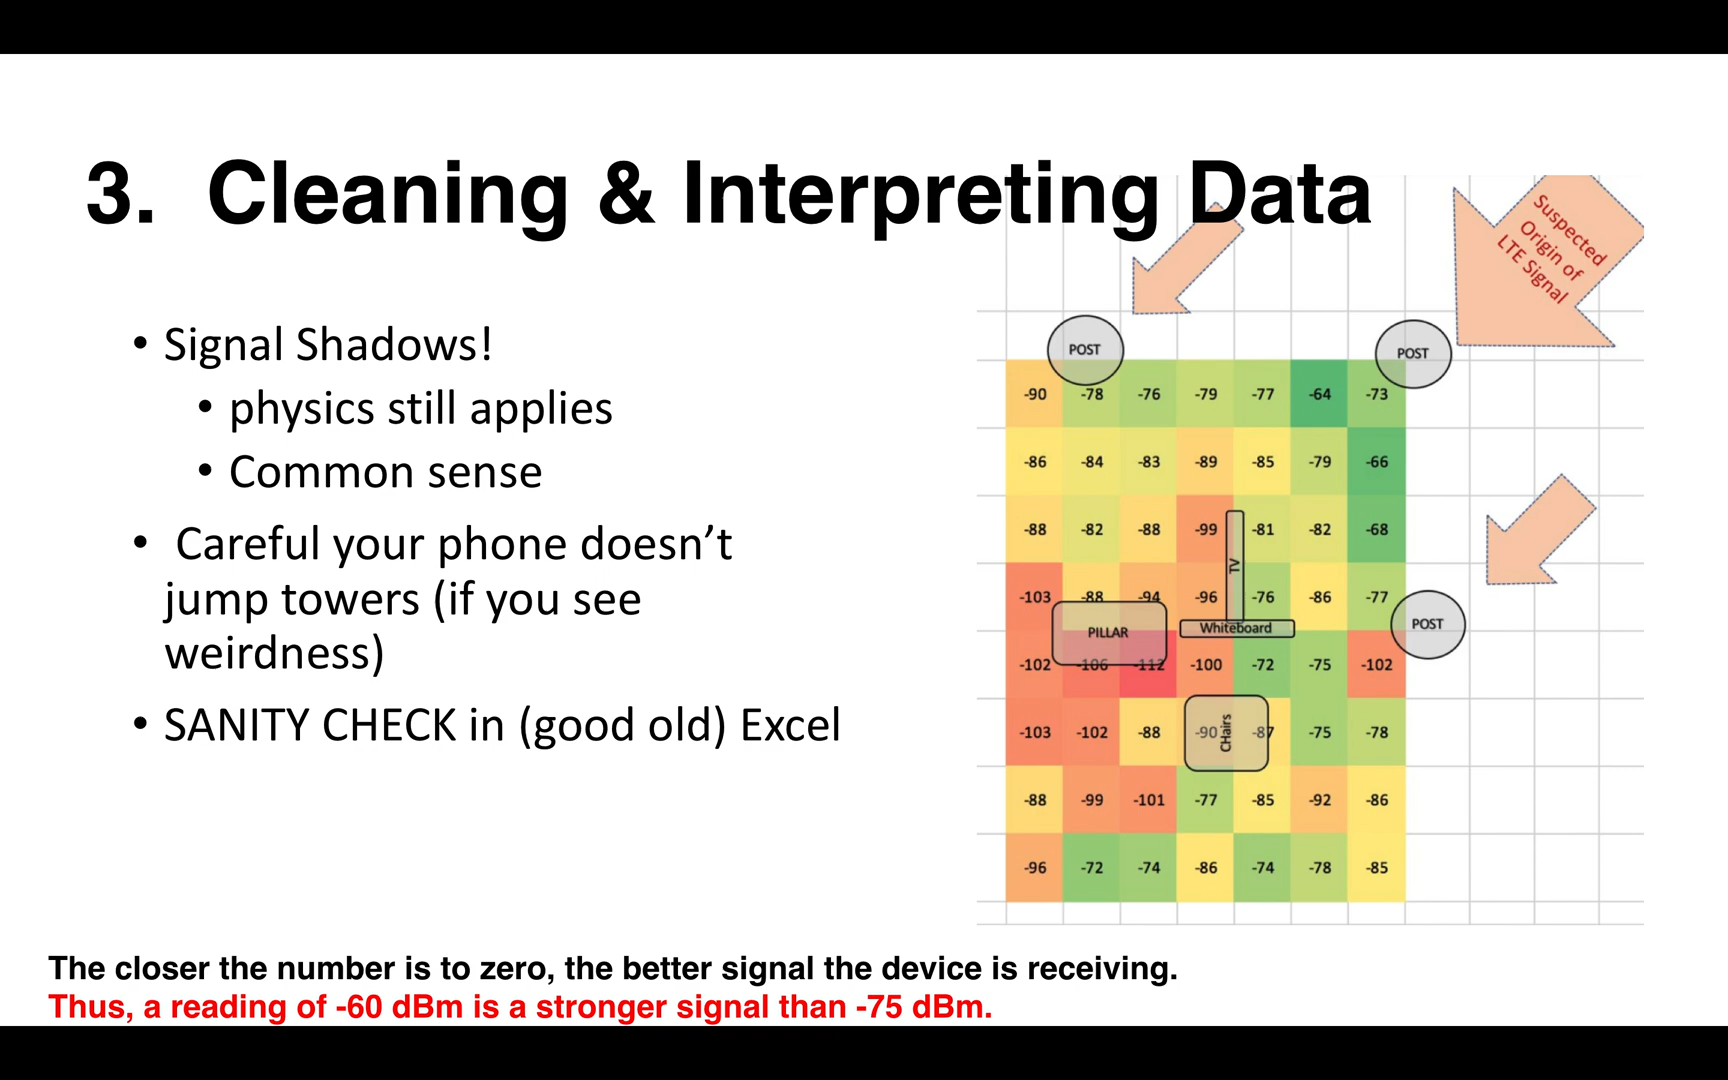 3. Cleaning & Interpreting Data
• Signal Shadows!
• physics still applies
• Common sense
• Careful your phone doesn’t
jump towers (if you see
weirdness)
• SANITY CHECK in (good old) Excel
Suspected
Origin of
LTE Signal
POST
POST
-90 -78 -76 -79 -77 -64 -73
-86 -84 -83 -89 -85 -79 -66
-88 -82 -88 -99 -81 -82 -68
TV
-103 -88 -94 -96 -76 -86 -77
PILLAR
Whiteboard
POST
-102 -106 -112 -100 -72 -75 -102
-103 -102 -88 -90 -87 -75 -78
CHairs
-88 -99 -101 -77 -85 -92 -86
-96 -72 -74 -86 -74 -78 -85
The closer the number is to zero, the better signal the device is receiving.
Thus, a reading of -60 dBm is a stronger signal than -75 dBm.